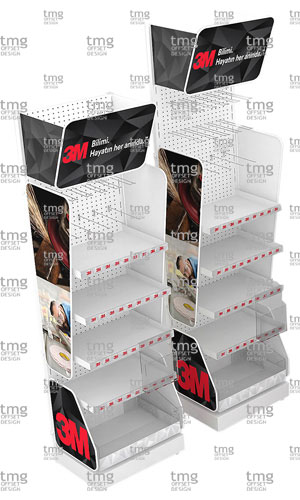 tmg
OFFSET
DESIGN
3M Bilimi.
Hayatın her anında.
3M Bilimi.
Hayatın her anında.
3M
3M